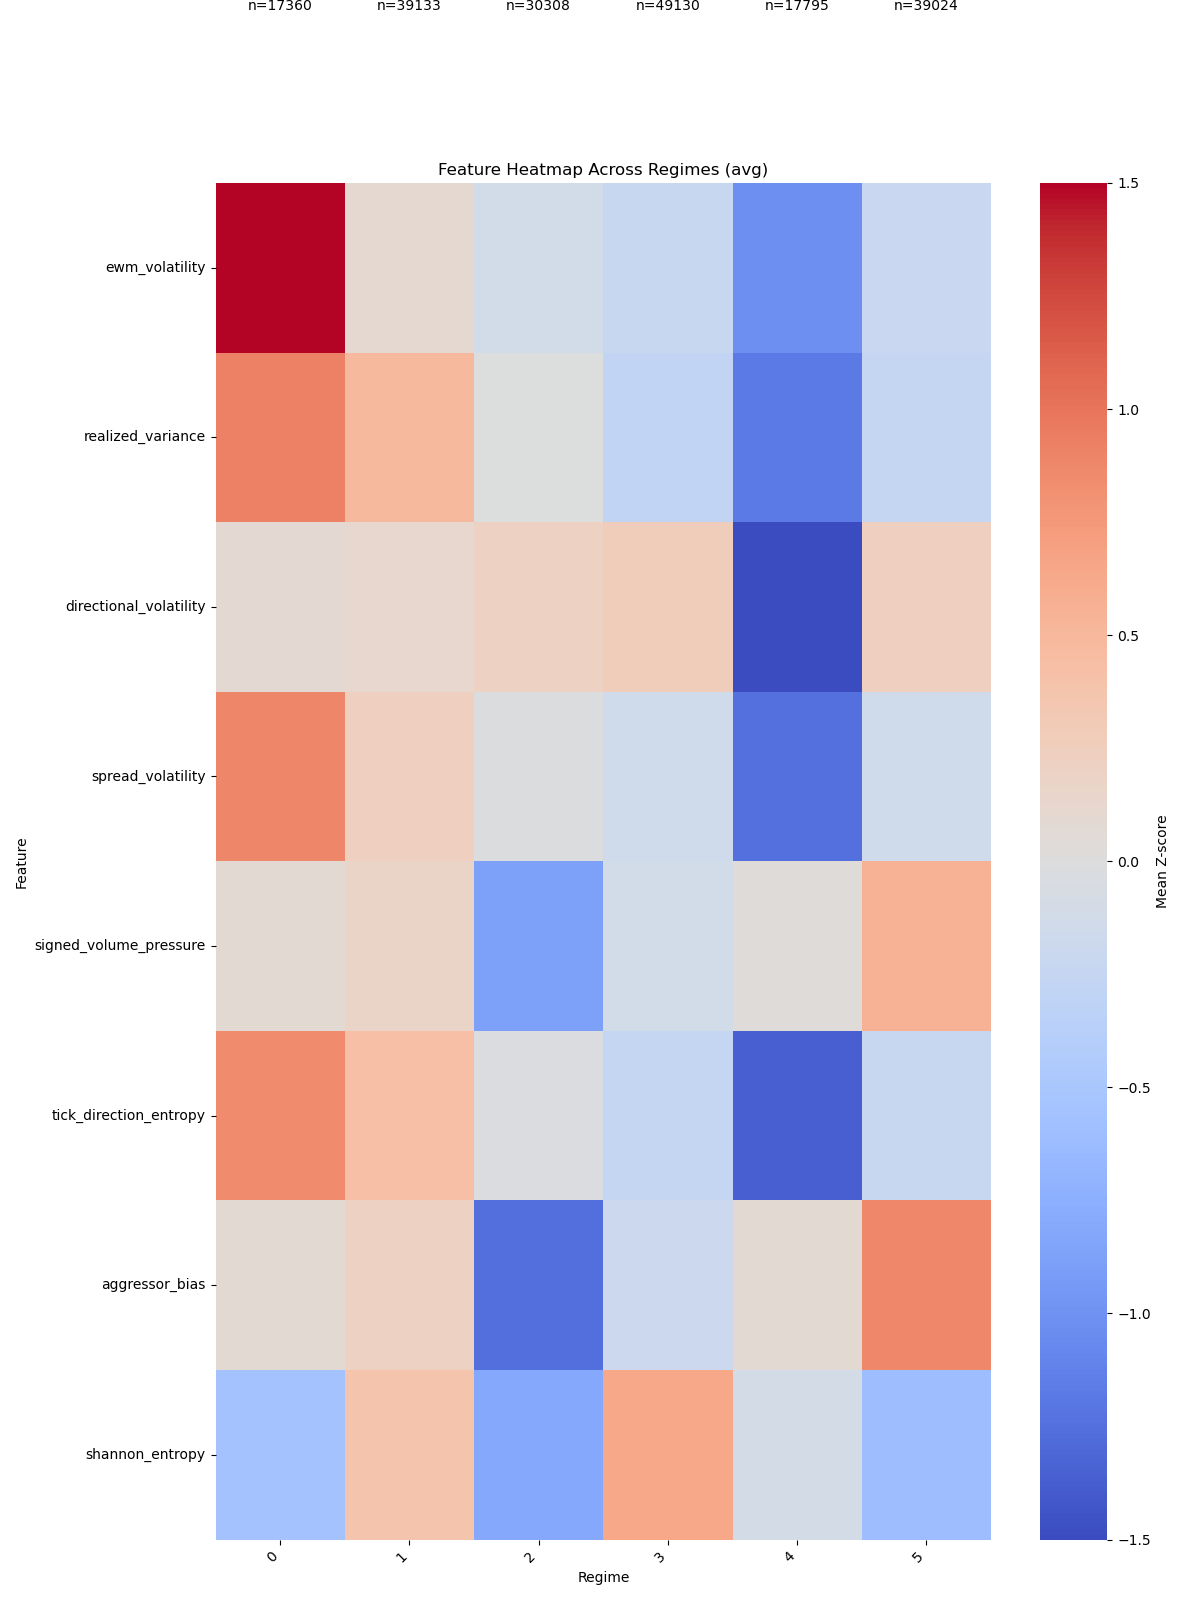 n=17360 n=39133 n=30308 n=49130 n=17795 n=39024
Feature Heatmap Across Regimes (avg)
ewm_volatility
realized_variance
directional_volatility
spread_volatility
signed_volume_pressure
tick_direction_entropy
aggressor_bias
shannon_entropy
Feature
0 1 2 3 4 5
Regime
1.5
1.0
0.5
0.0
−0.5
−1.0
−1.5
Mean Z-score